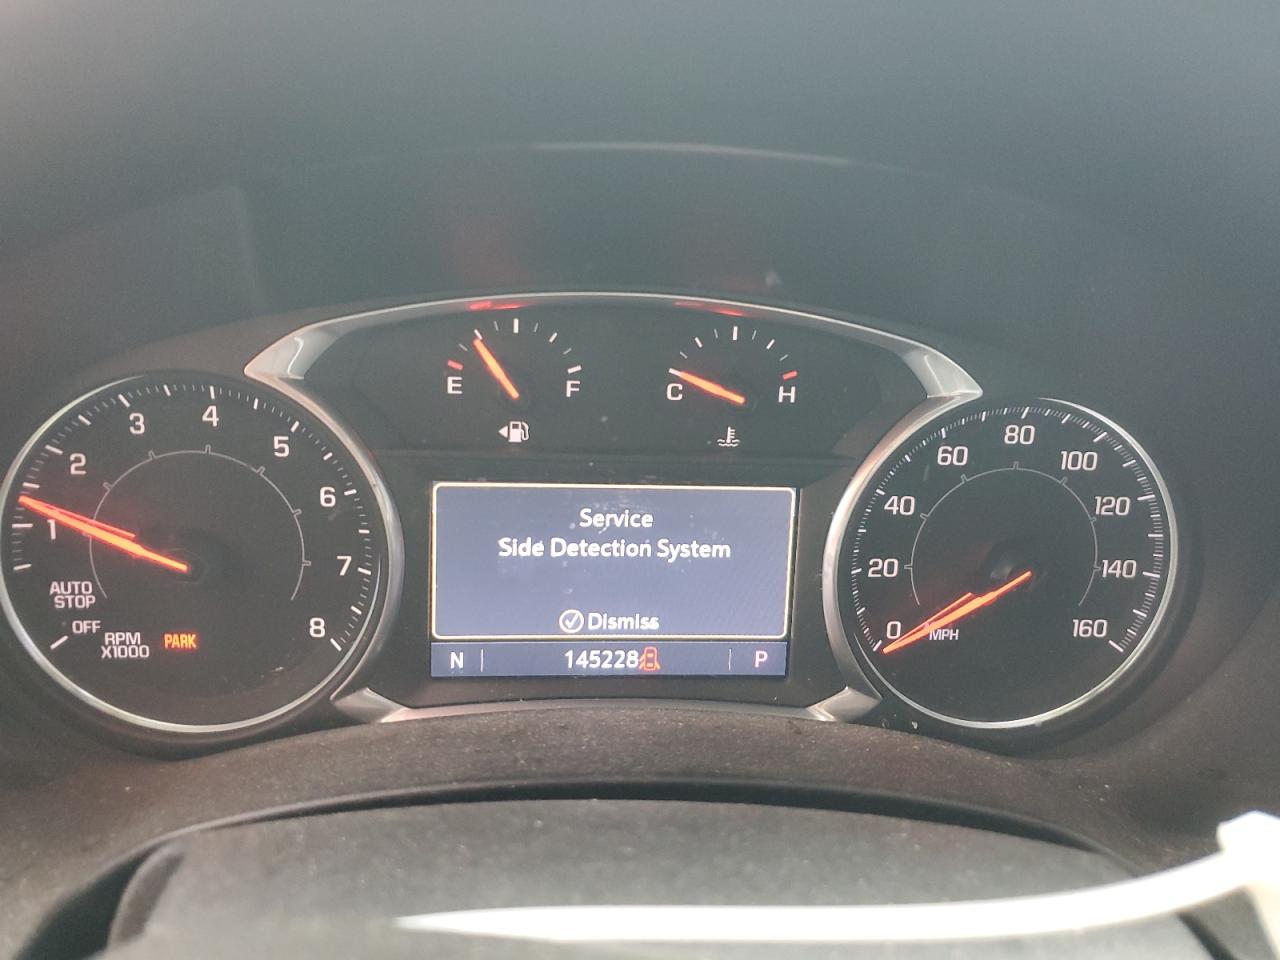 E
F
C
H
1
2
3
4
5
6
7
8
AUTO
STOP
OFF
RPM
X1000
PARK
Service
Side Detection System
Dismiss
N
145228
P
0
20
40
60
80
100
120
140
160
MPH